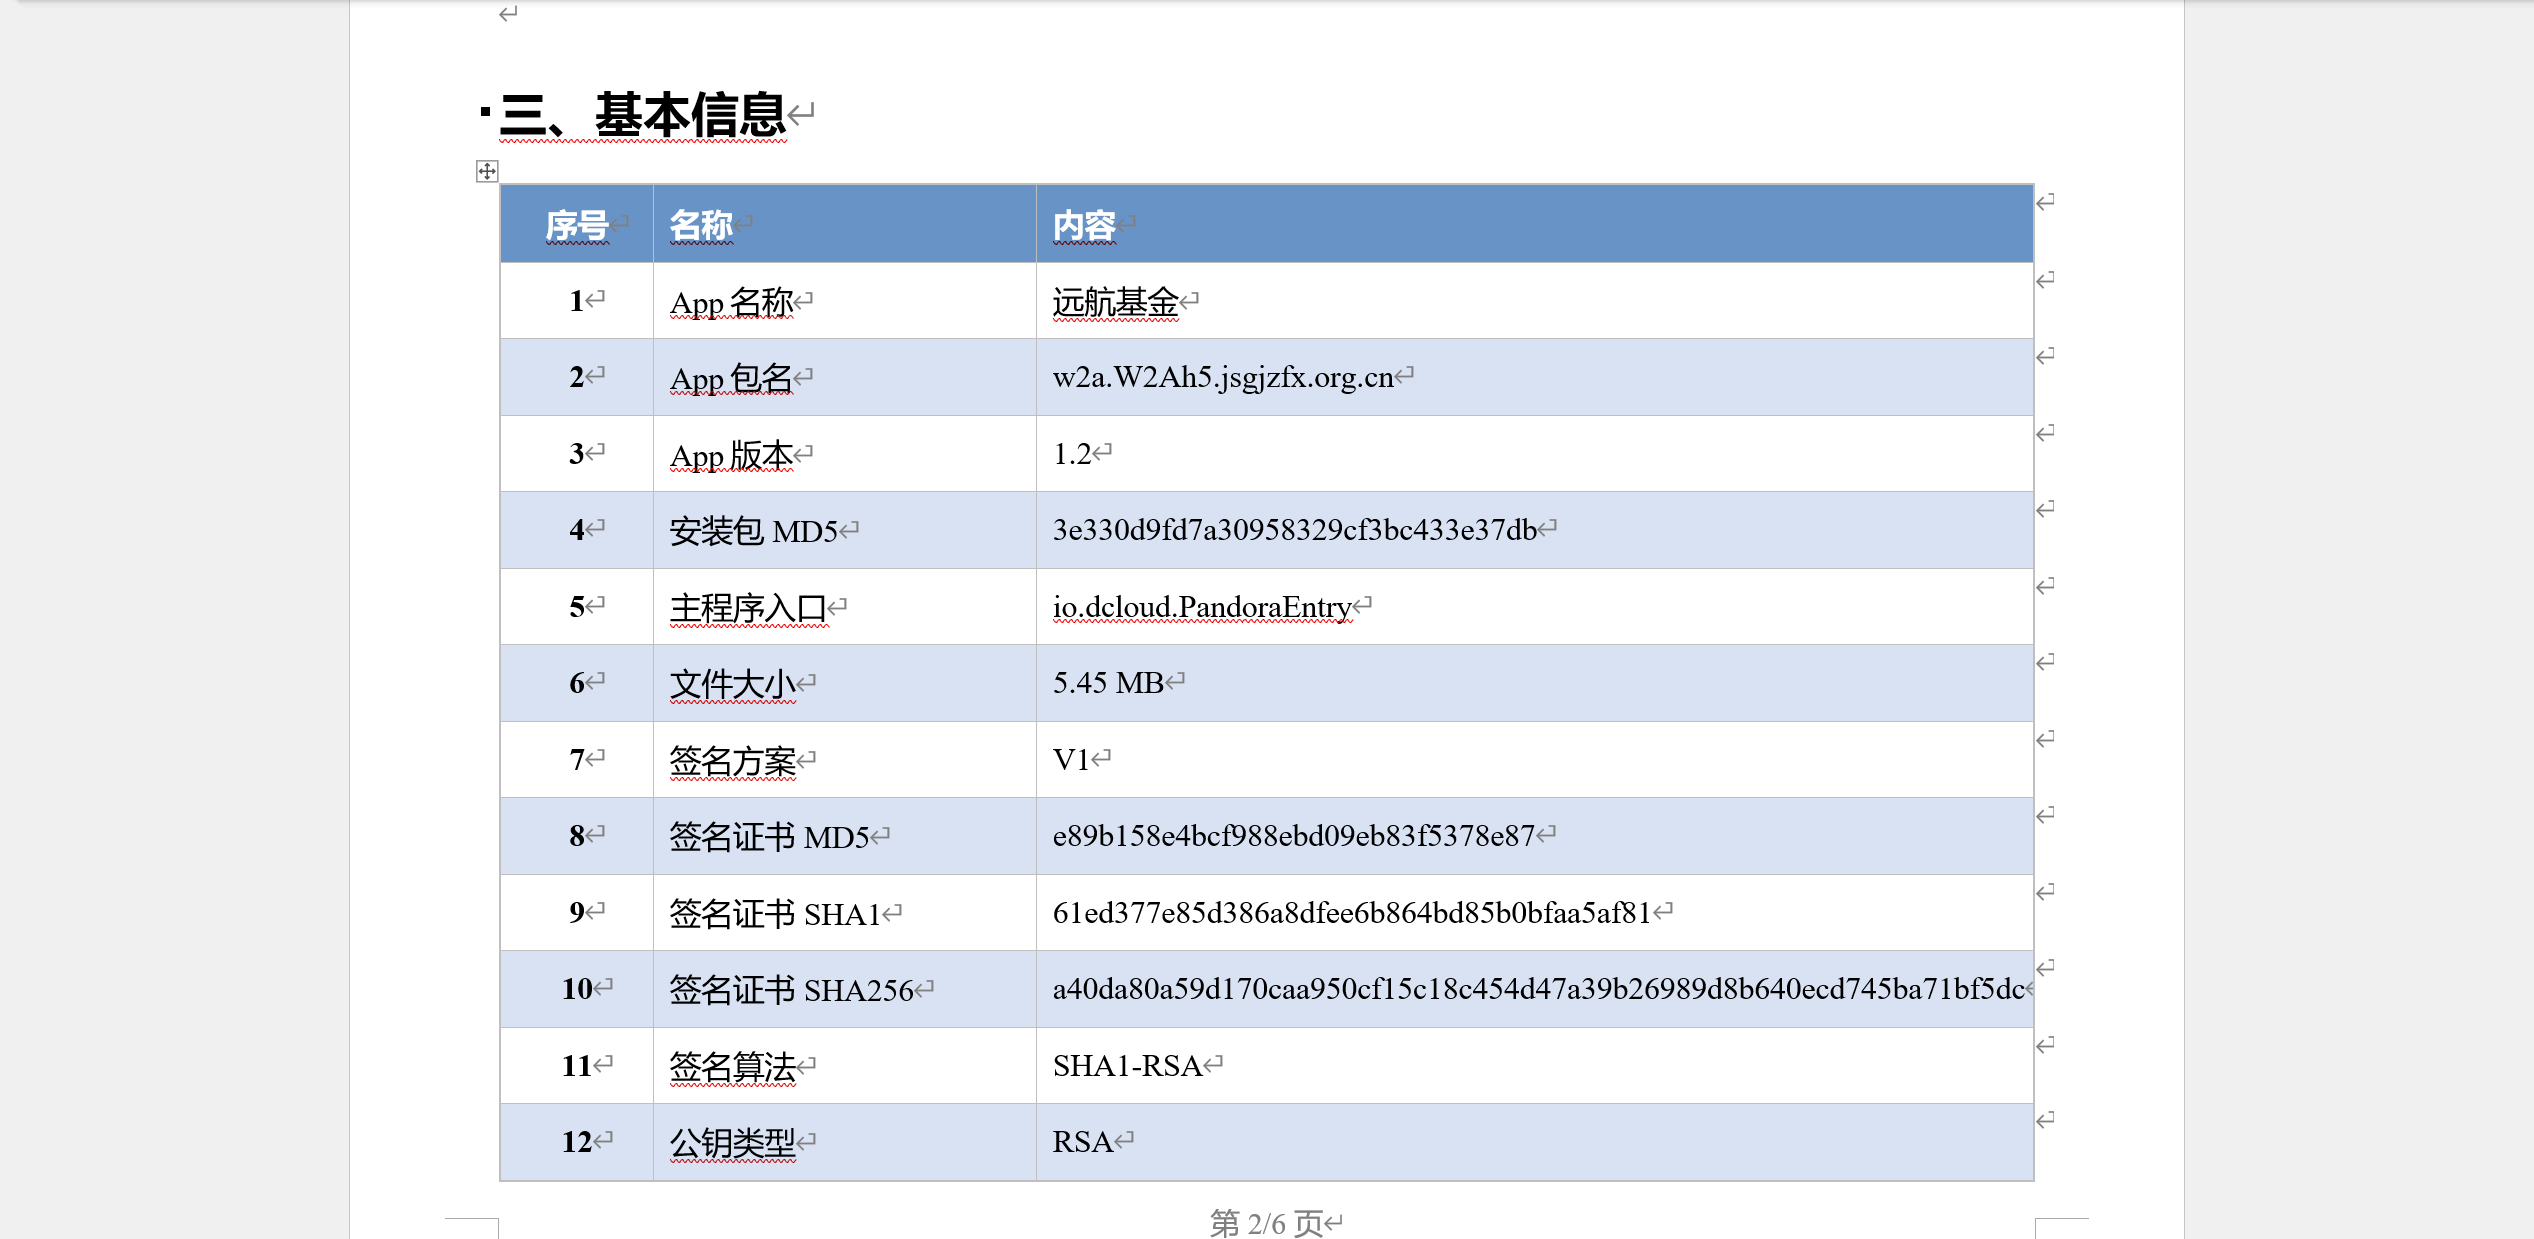 三、基本信息
序号 名称 内容
1 App 名称 远航基金
2 App 包名 w2a.W2Ah5.jsgjzfx.org.cn
3 App 版本 1.2
4 安装包 MD5 3e330d9fd7a30958329cf3bc433e37db
5 主程序入口 io.dcloud.PandoraEntry
6 文件大小 5.45 MB
7 签名方案 V1
8 签名证书 MD5 e89b158e4bcf988ebd09eb83f5378e87
9 签名证书 SHA1 61ed377e85d386a8dfee6b864bd85b0bfaa5af81
10 签名证书 SHA256 a40da80a59d170caa950cf15c18c454d47a39b26989d8b640ecd745ba71bf5dc
11 签名算法 SHA1-RSA
12 公钥类型 RSA
第 2/6 页